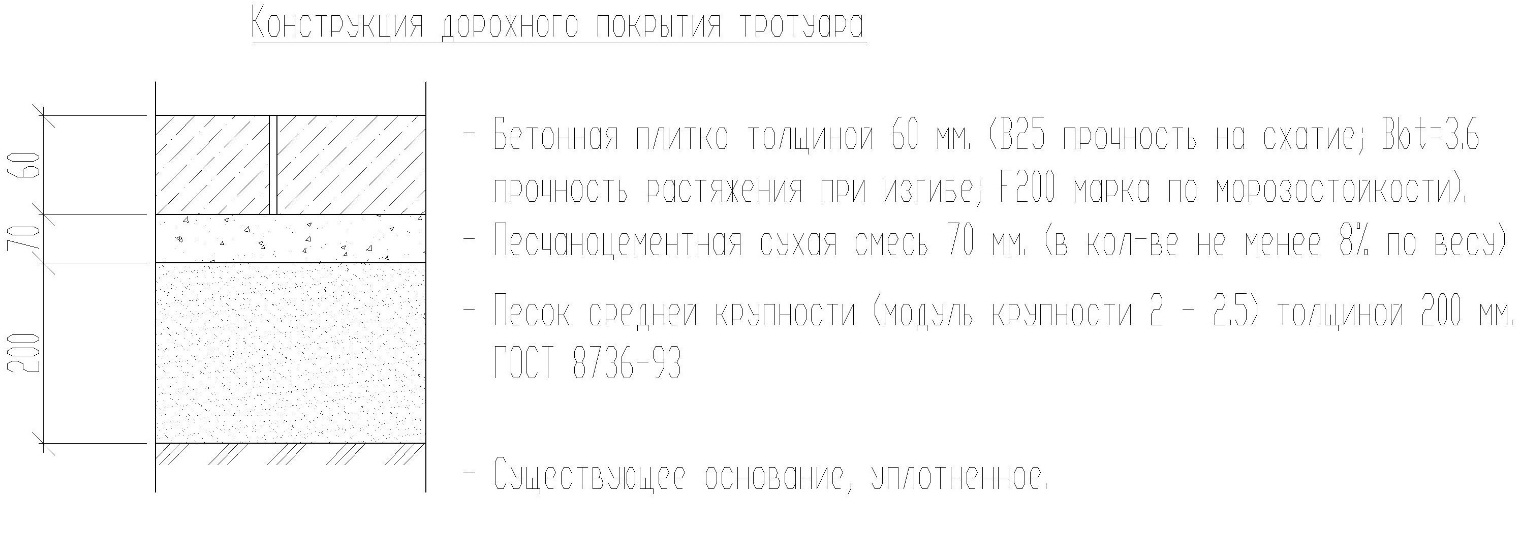 Конструкция дорожного покрытия тротуара
- Бетонная плитка толщиной 60 мм. (В25 прочность на сжатие; Bbt=3.6
прочность растяжения при изгибе; F200 марка по морозостойкости).
- Песчаноцементная сухая смесь 70 мм. (в кол-ве не менее 8% по весу)
- Песок средней крупности (модуль крупности 2 - 2.5) толщиной 200 мм.
ГОСТ 8736-93
- Существующее основание, уплотненное.
60
70
200